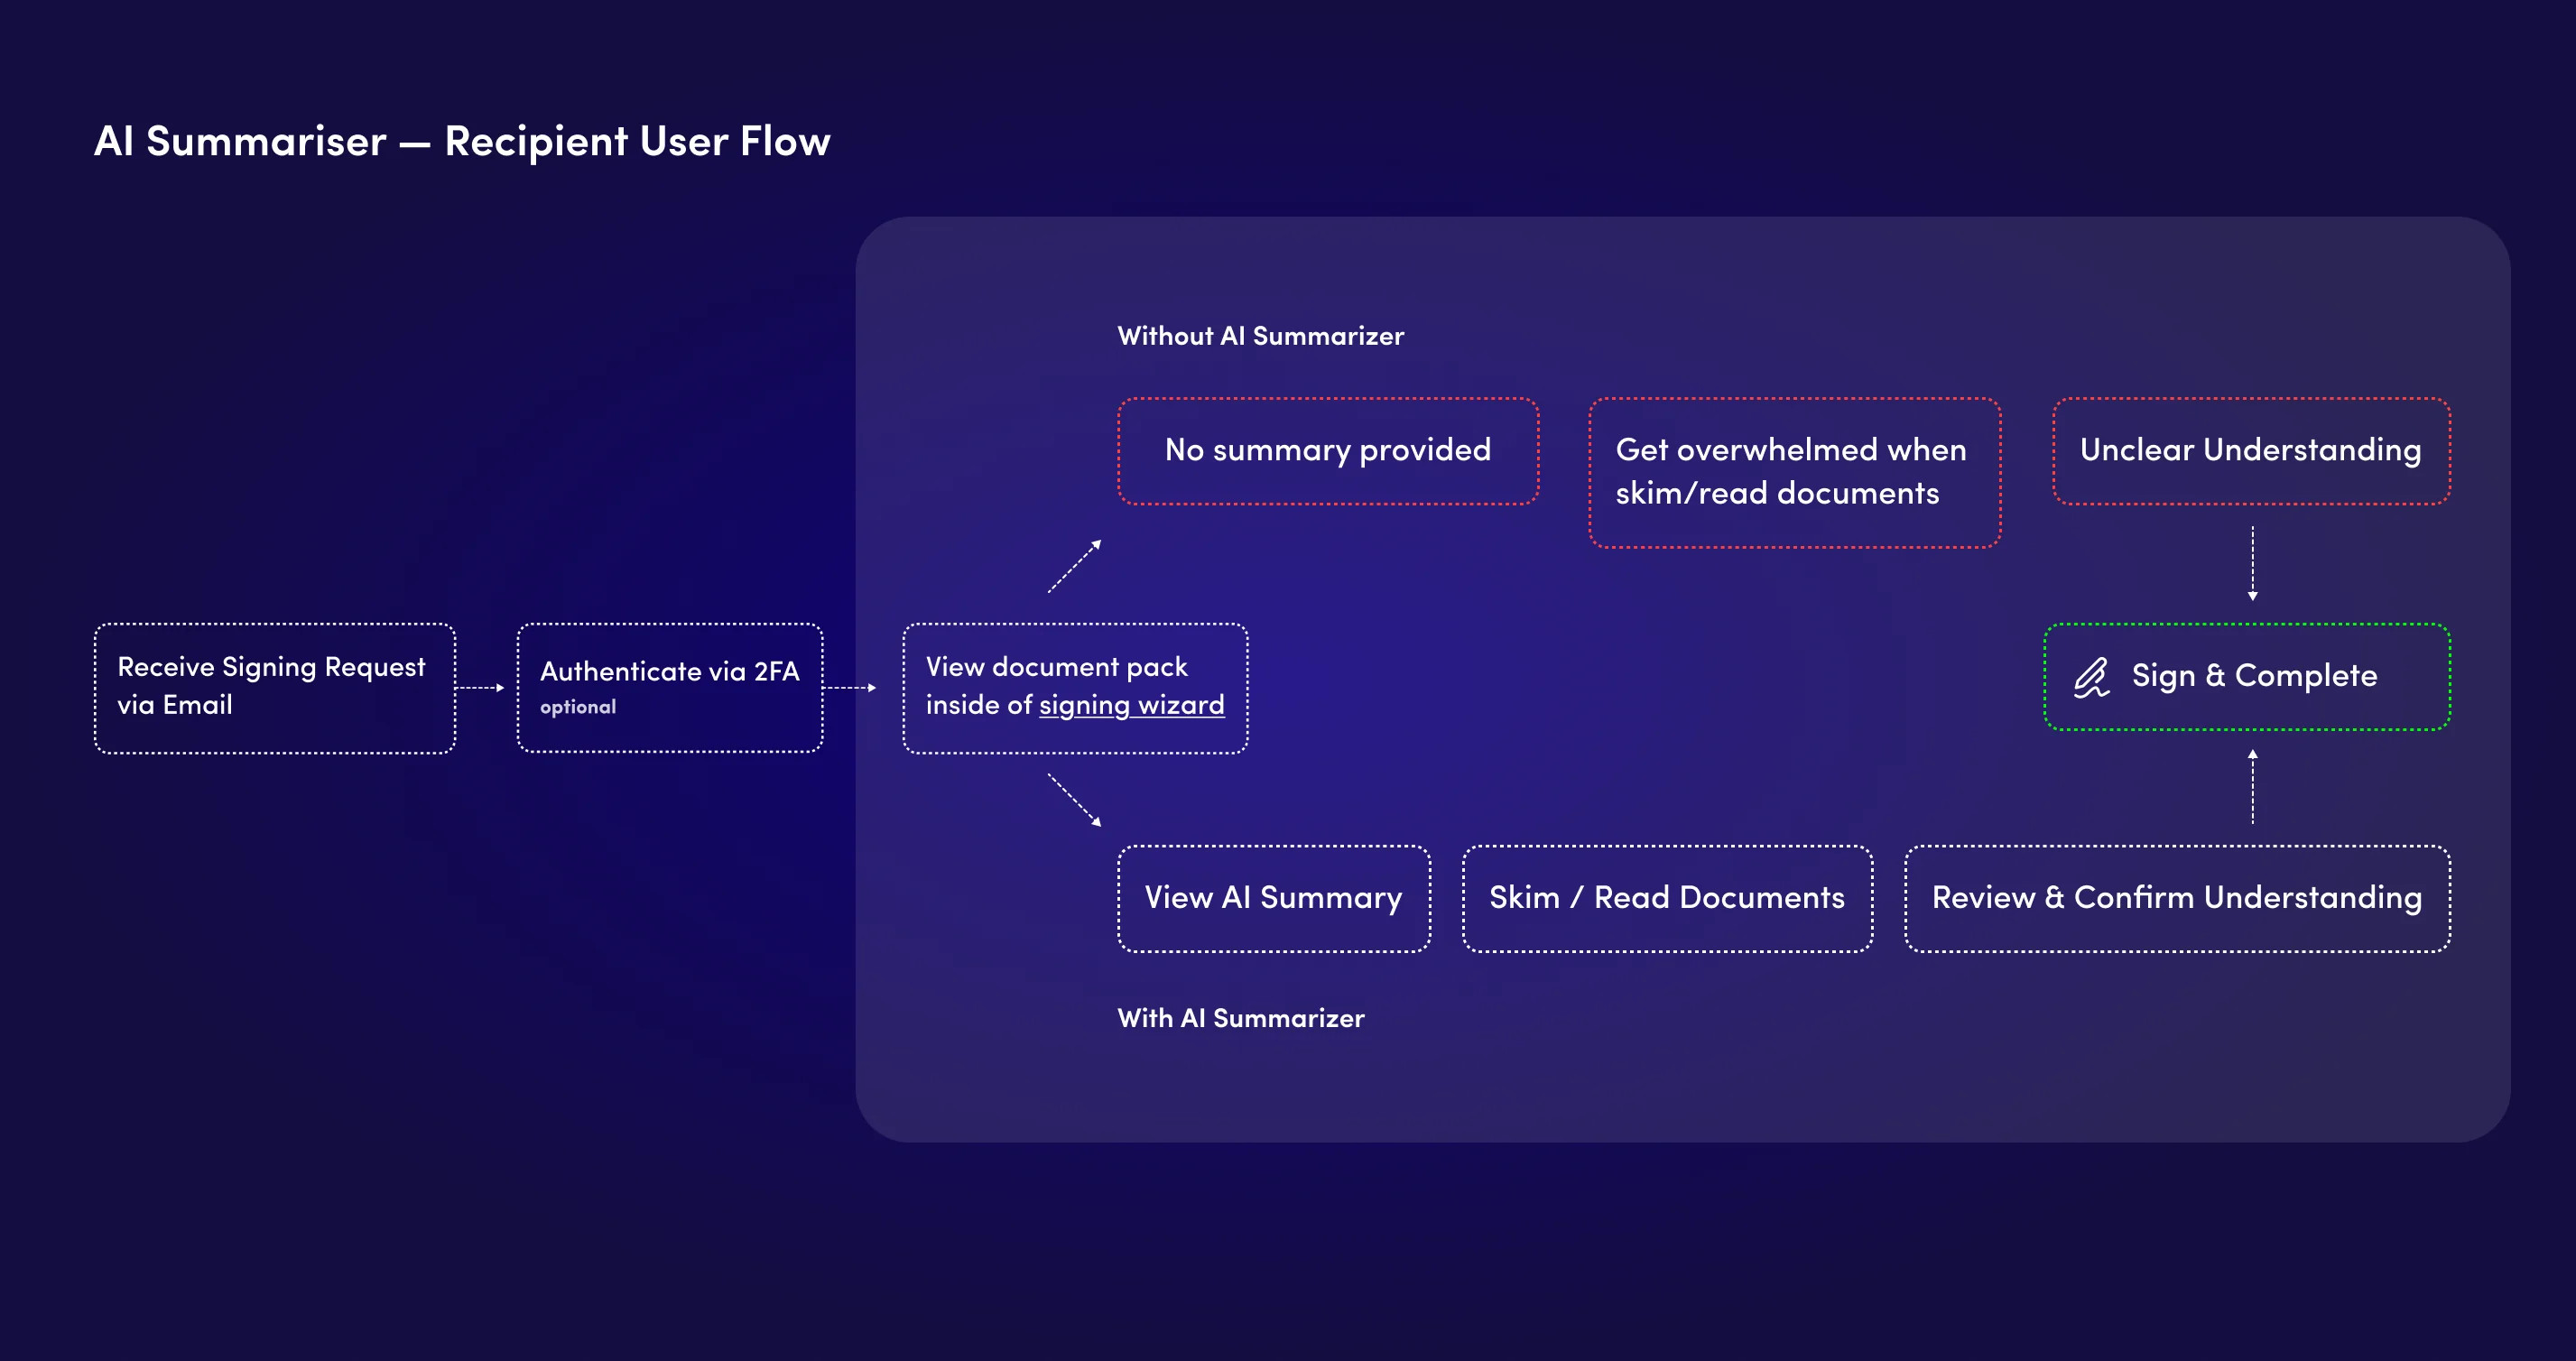 AI Summariser — Recipient User Flow
Without AI Summarizer
No summary provided
Get overwhelmed when
skim/read documents
Unclear Understanding
Receive Signing Request
via Email
Authenticate via 2FA
optional
View document pack
inside of signing wizard
Sign & Complete
View AI Summary
Skim / Read Documents
Review & Confirm Understanding
With AI Summarizer